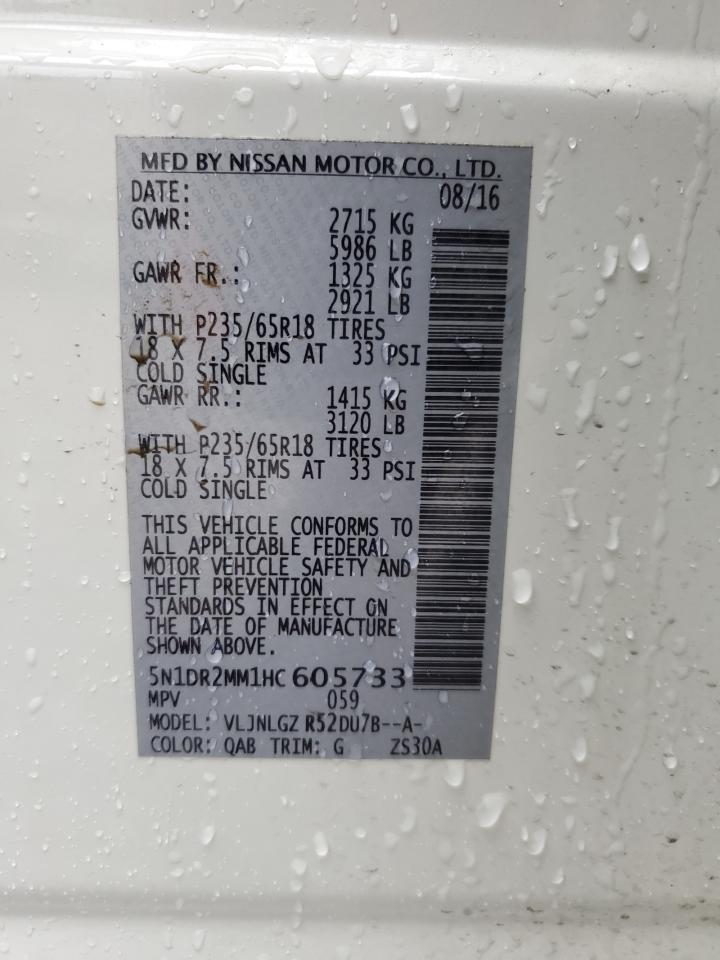 MFD BY NISSAN MOTOR CO., LTD.
DATE: 08/16
GVWR: 2715 KG
5986 LB
GAWR FR.: 1325 KG
2921 LB
WITH P235/65R18 TIRES
18 X 7.5 RIMS AT 33 PSI
COLD SINGLE
GAWR RR.: 1415 KG
3120 LB
WITH P235/65R18 TIRES
18 X 7.5 RIMS AT 33 PSI
COLD SINGLE
THIS VEHICLE CONFORMS TO
ALL APPLICABLE FEDERAL
MOTOR VEHICLE SAFETY AND
THEFT PREVENTION
STANDARDS IN EFFECT ON
THE DATE OF MANUFACTURE
SHOWN ABOVE.
5N1DR2MM1HC605733
MPV 059
MODEL: VLJNLGZ R52DU7B--A-
COLOR: QAB TRIM: G ZS30A